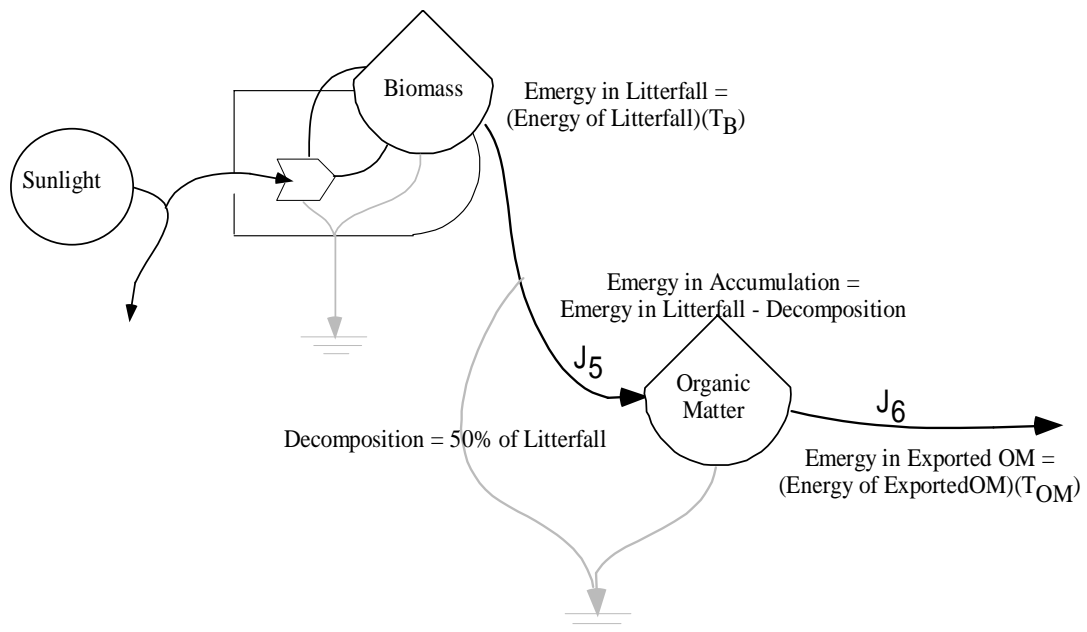 Biomass
Emergy in Litterfall =
(Energy of Litterfall)(TB)
Sunlight
Emergy in Accumulation =
Emergy in Litterfall - Decomposition
J5
Organic
Matter
J6
Decomposition = 50% of Litterfall
Emergy in Exported OM =
(Energy of ExportedOM)(TOM)